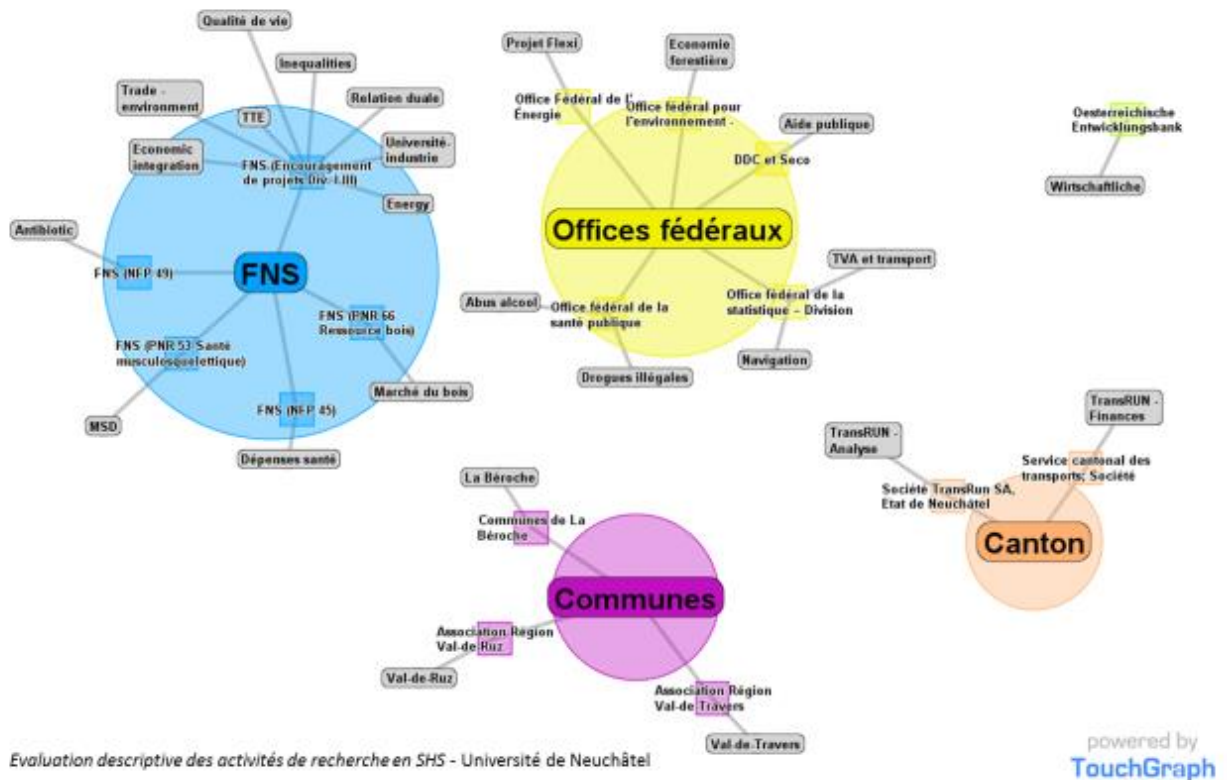 Qualité de vie
Inequalities
Trade -
environment
TTE
Relation duale
Economic
integration
FNS (Encouragement
de projets Div. I-III)
Université-
industrie
Energy
Antibiotic
FNS (NFP 49)
FNS
FNS (PNR 66
Ressource bois)
FNS (PNR 53 Santé
musculosquelettique)
Marché du bois
MSD
FNS (NFP 45)
Dépenses santé
Projet Flexi
Economie
forestière
Office Fédéral de l'
Énergie
Office fédéral pour
l'environnement -
Aide publique
DDC et Seco
Offices fédéraux
TVA et transport
Abus alcool
Office fédéral de la
santé publique
Office fédéral de la
statistique – Division
Drogues illégales
Navigation
Oesterreichische
Entwicklungsbank
Wirtschaftliche
TransRUN -
Analyse
TransRUN -
Finances
Société TransRun SA,
Etat de Neuchâtel
Service cantonal des
transports; Société
Canton
La Béroche
Communes de La
Béroche
Communes
Association Région
Val-de Ruz
Val-de-Ruz
Association Région
Val-de Travers
Val-de-Travers
Evaluation descriptive des activités de recherche en SHS - Université de Neuchâtel
powered by
TouchGraph